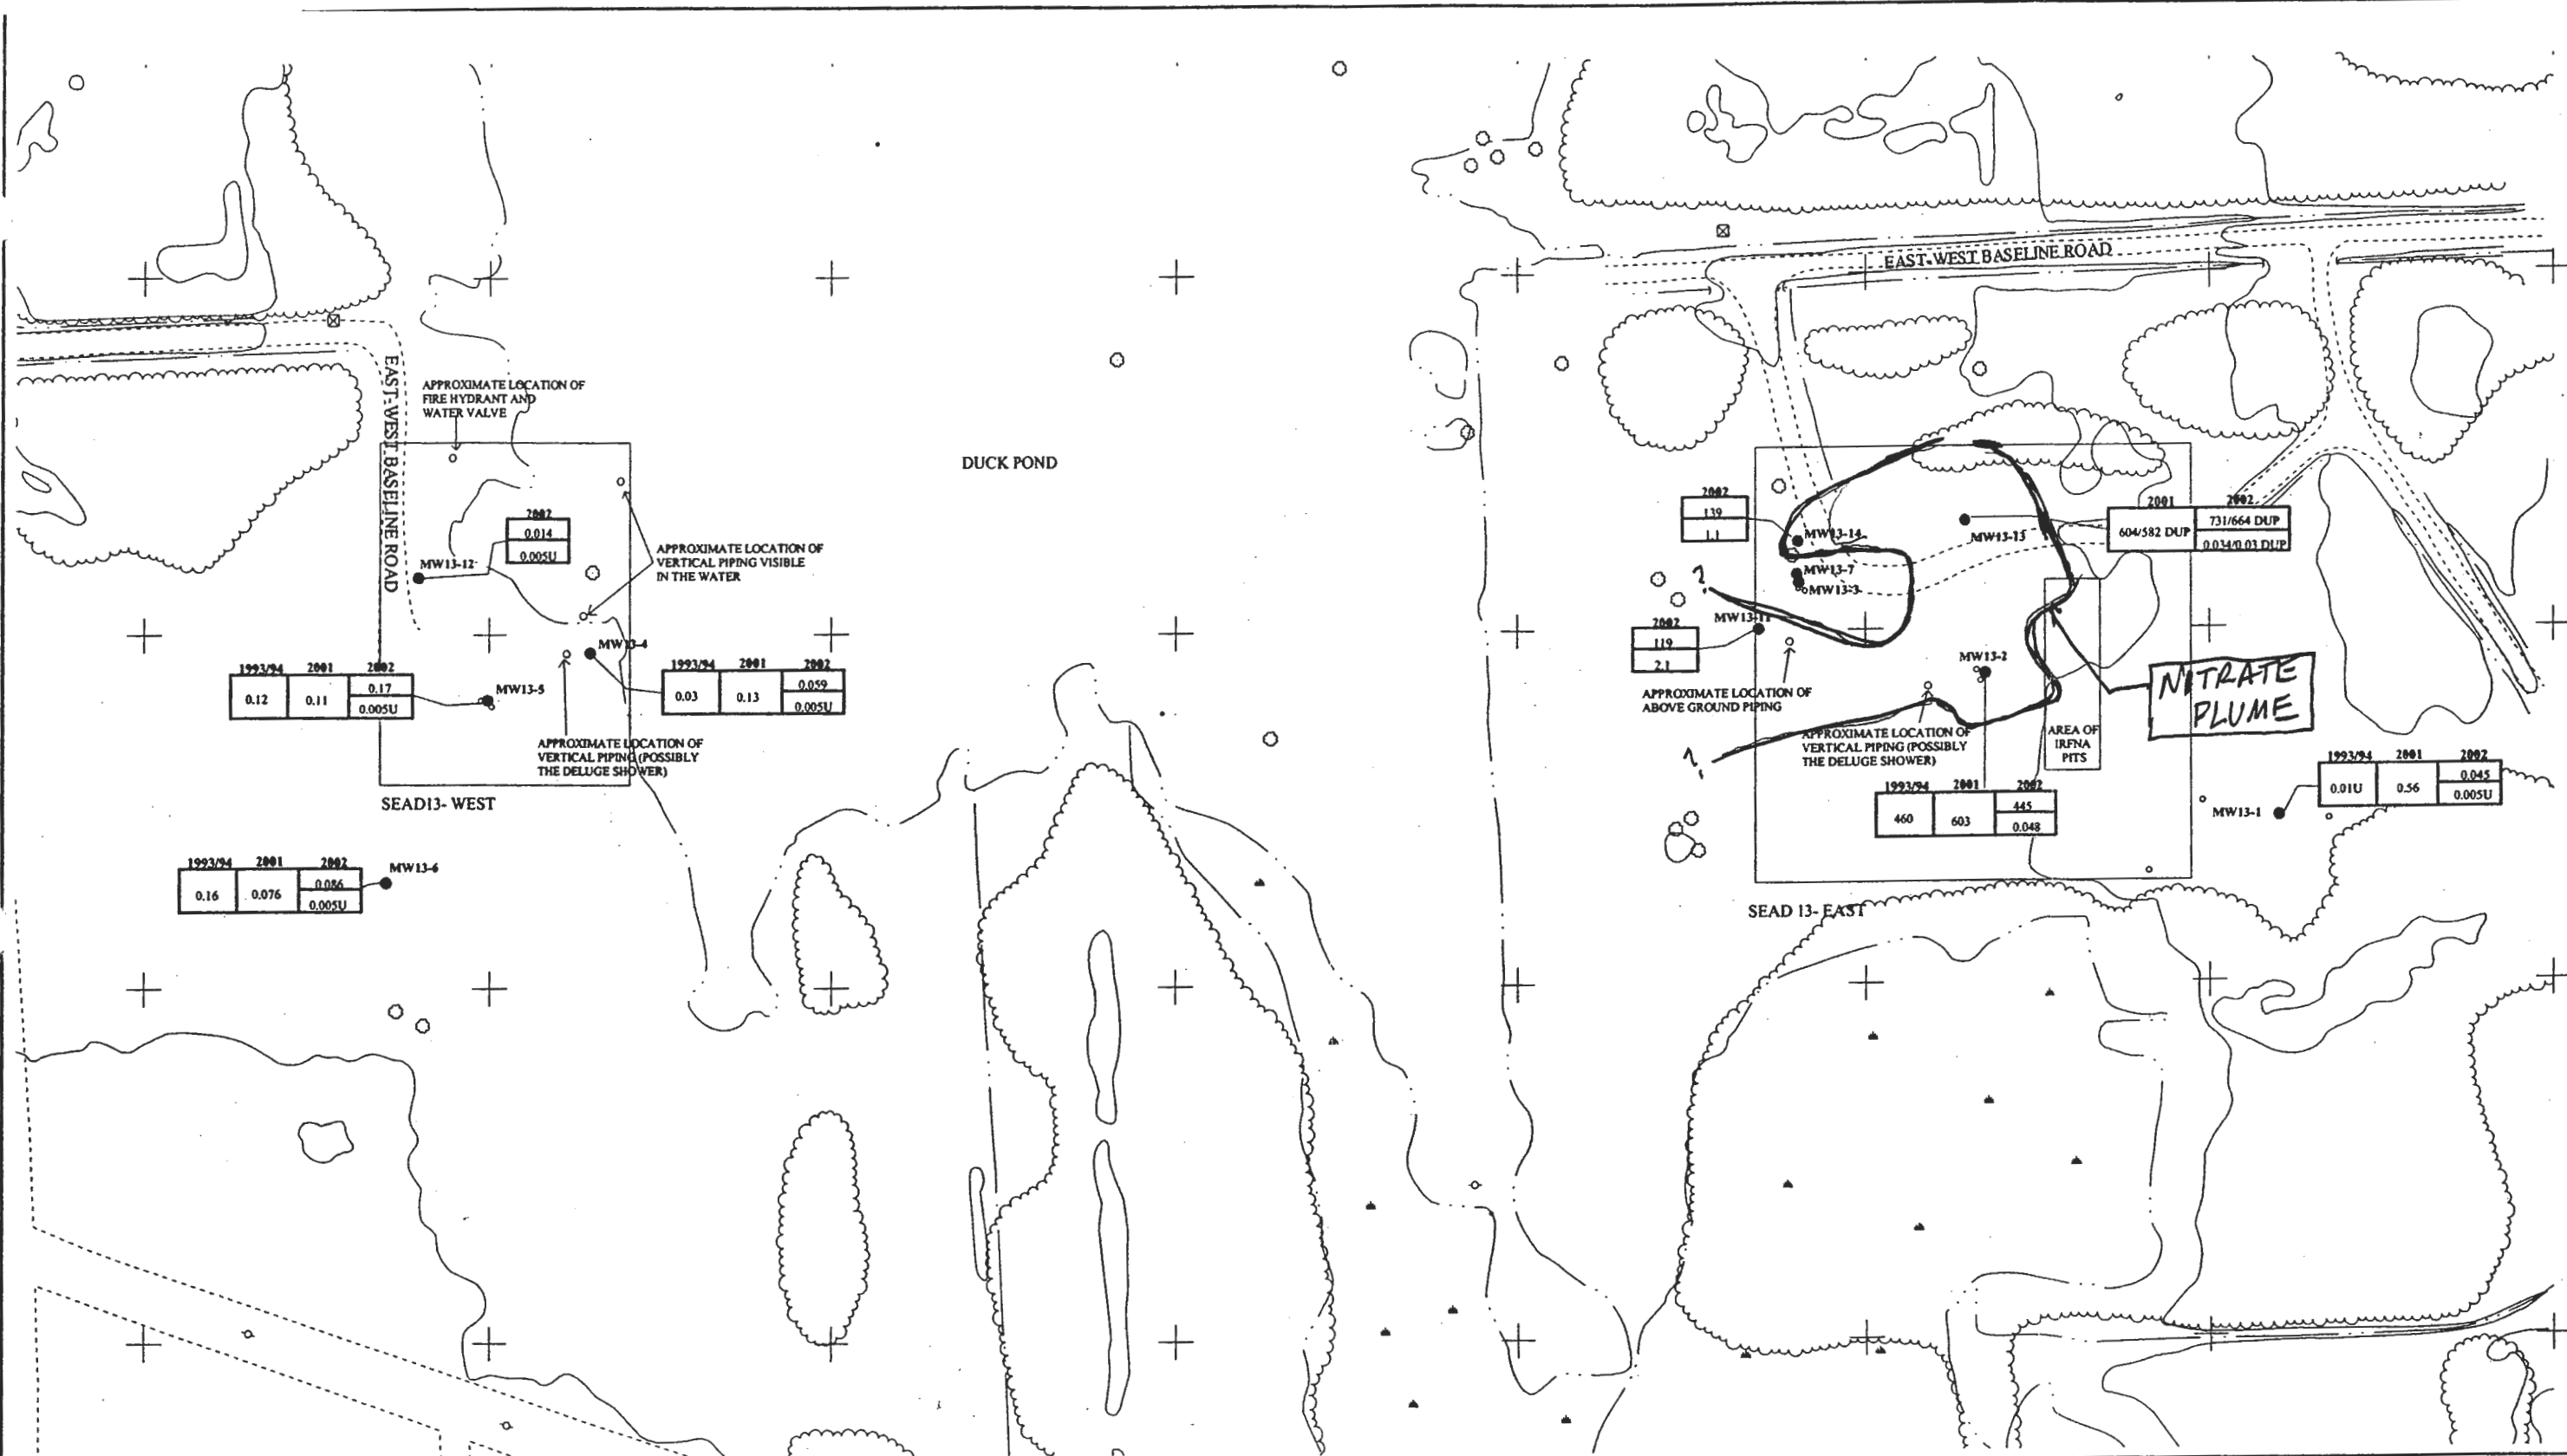 EAST-WEST BASELINE ROAD
EAST-WEST BASELINE ROAD
APPROXIMATE LOCATION OF
FIRE HYDRANT AND
WATER VALVE
DUCK POND
2002
0.014
0.005U
MW13-12
APPROXIMATE LOCATION OF
VERTICAL PIPING VISIBLE
IN THE WATER
MW13-4
1993/94 2001 2002
0.03 0.13 0.059
0.005U
1993/94 2001 2002
0.12 0.11 0.17
0.005U
MW13-5
APPROXIMATE LOCATION OF
VERTICAL PIPING (POSSIBLY
THE DELUGE SHOWER)
SEAD13- WEST
1993/94 2001 2002
0.16 0.076 0.086
0.005U
MW13-6
2002
139
1.1
MW13-14
MW13-7
MW13-3
MW13-15
2001 2002
604/582 DUP 731/664 DUP
0.034/0.03 DUP
?
MW13-11
2002
119
2.1
APPROXIMATE LOCATION OF
ABOVE GROUND PIPING
MW13-2
NITRATE
PLUME
?
APPROXIMATE LOCATION OF
VERTICAL PIPING (POSSIBLY
THE DELUGE SHOWER)
AREA OF
IRFNA
PITS
1993/94 2001 2002
460 603 445
0.048
MW13-1
1993/94 2001 2002
0.01U 0.56 0.045
0.005U
SEAD 13- EAST